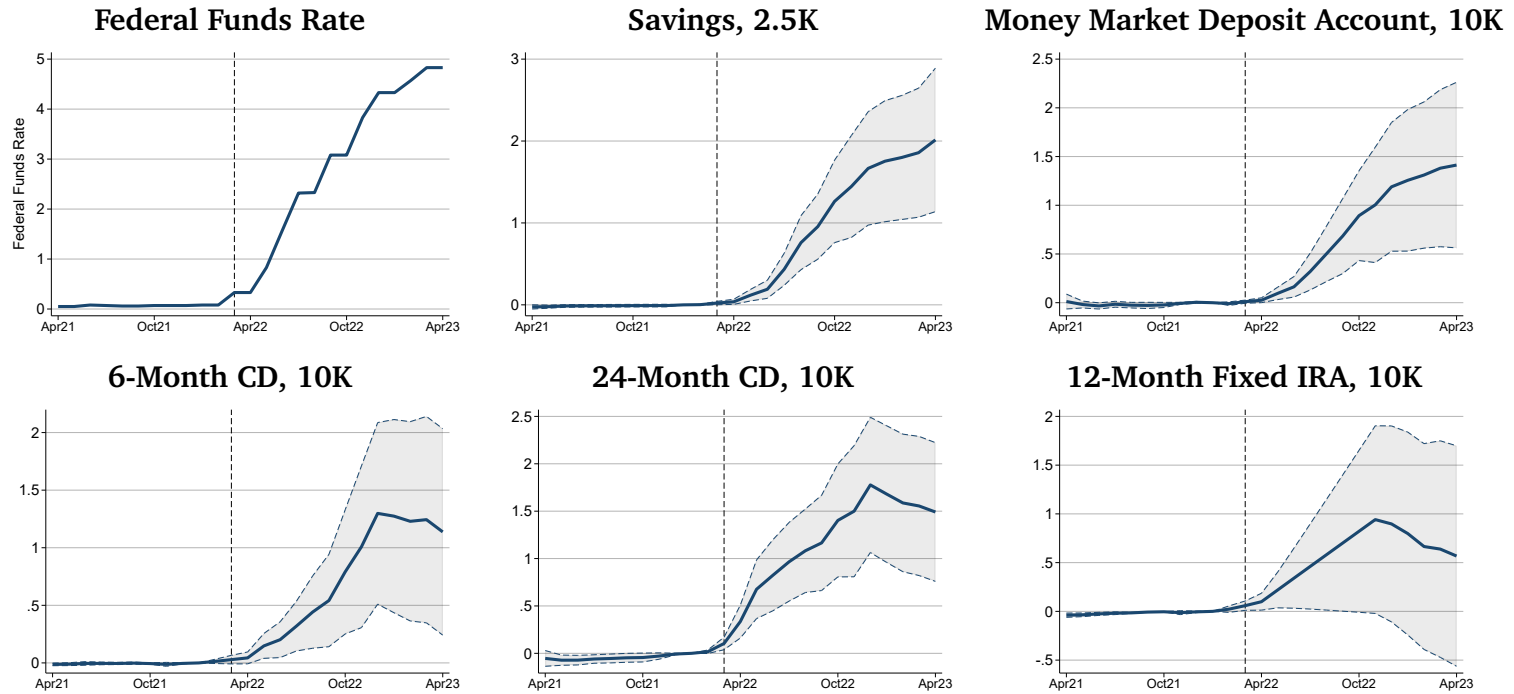 Federal Funds Rate
Federal Funds Rate
5
4
3
2
1
0
Apr21 Oct21 Apr22 Oct22 Apr23
Savings, 2.5K
3
2
1
0
Apr21 Oct21 Apr22 Oct22 Apr23
Money Market Deposit Account, 10K
2.5
2
1.5
1
.5
0
Apr21 Oct21 Apr22 Oct22 Apr23
6-Month CD, 10K
2
1.5
1
.5
0
Apr21 Oct21 Apr22 Oct22 Apr23
24-Month CD, 10K
2.5
2
1.5
1
.5
0
Apr21 Oct21 Apr22 Oct22 Apr23
12-Month Fixed IRA, 10K
2
1.5
1
.5
0
-.5
Apr21 Oct21 Apr22 Oct22 Apr23